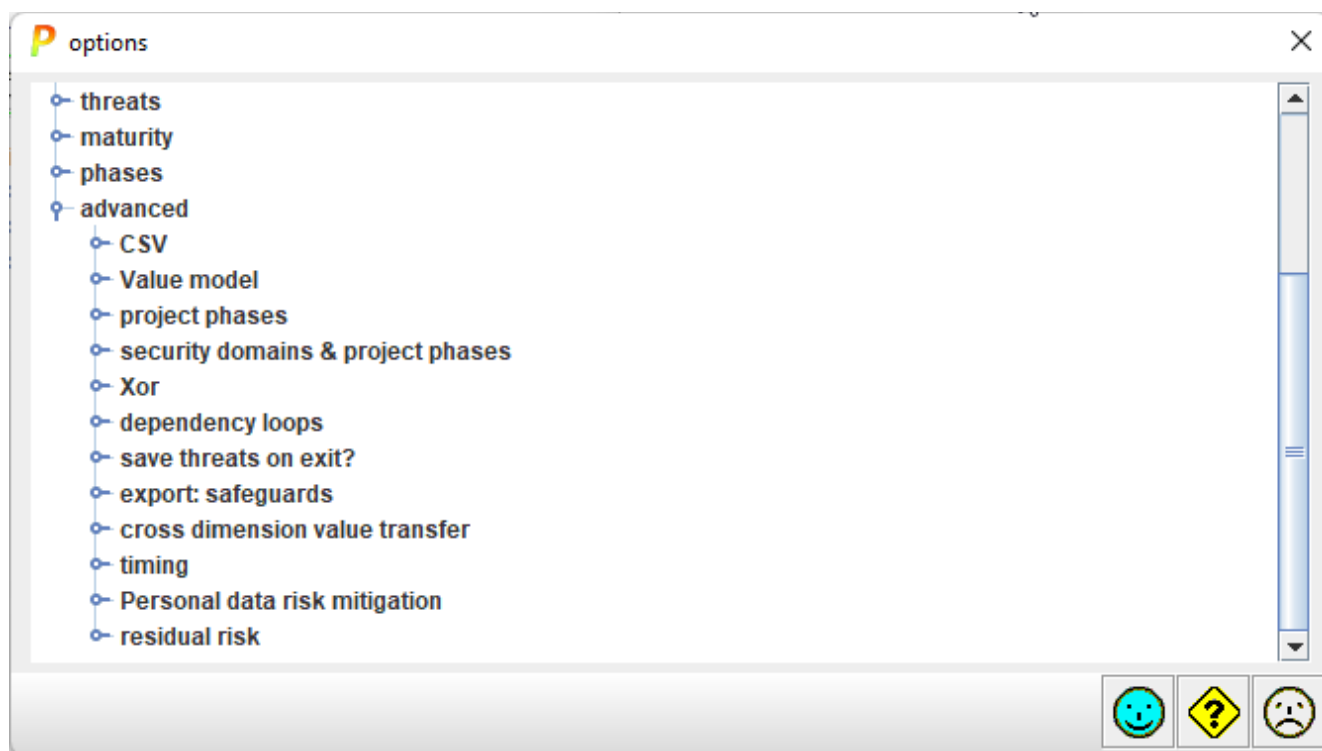 P options
threats
maturity
phases
advanced
CSV
Value model
project phases
security domains & project phases
Xor
dependency loops
save threats on exit?
export: safeguards
cross dimension value transfer
timing
Personal data risk mitigation
residual risk
?